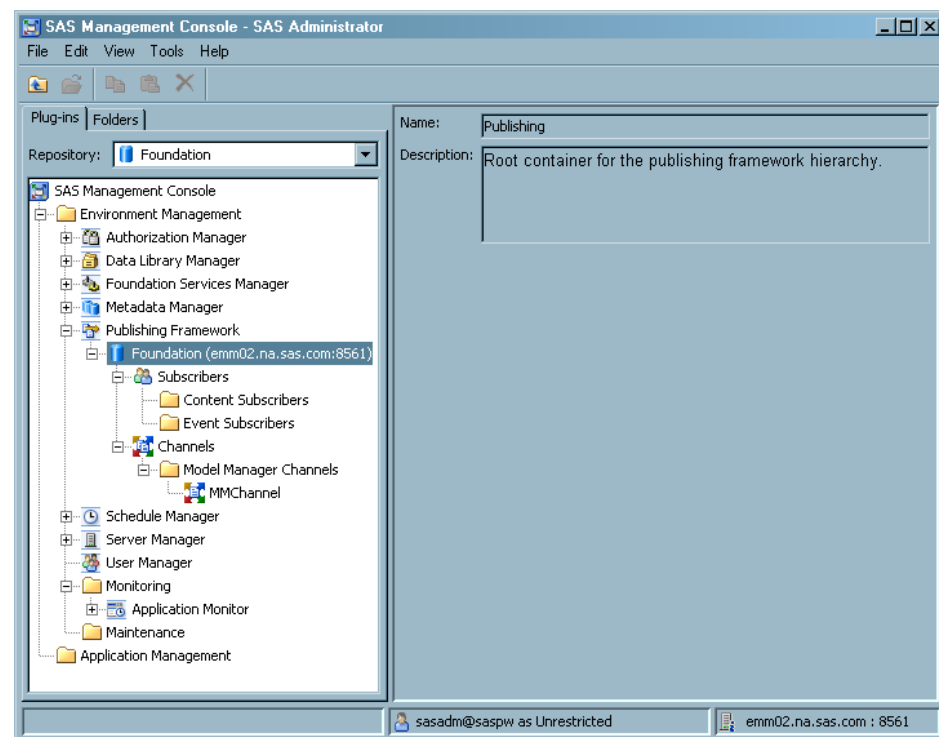 SAS Management Console - SAS Administrator
File Edit View Tools Help
Plug-ins Folders
Repository: Foundation
SAS Management Console
Environment Management
Authorization Manager
Data Library Manager
Foundation Services Manager
Metadata Manager
Publishing Framework
Foundation (emm02.na.sas.com:8561)
Subscribers
Content Subscribers
Event Subscribers
Channels
Model Manager Channels
MMChannel
Schedule Manager
Server Manager
User Manager
Monitoring
Application Monitor
Maintenance
Application Management
Name: Publishing
Description: Root container for the publishing framework hierarchy.
sasadm@saspw as Unrestricted
emm02.na.sas.com : 8561